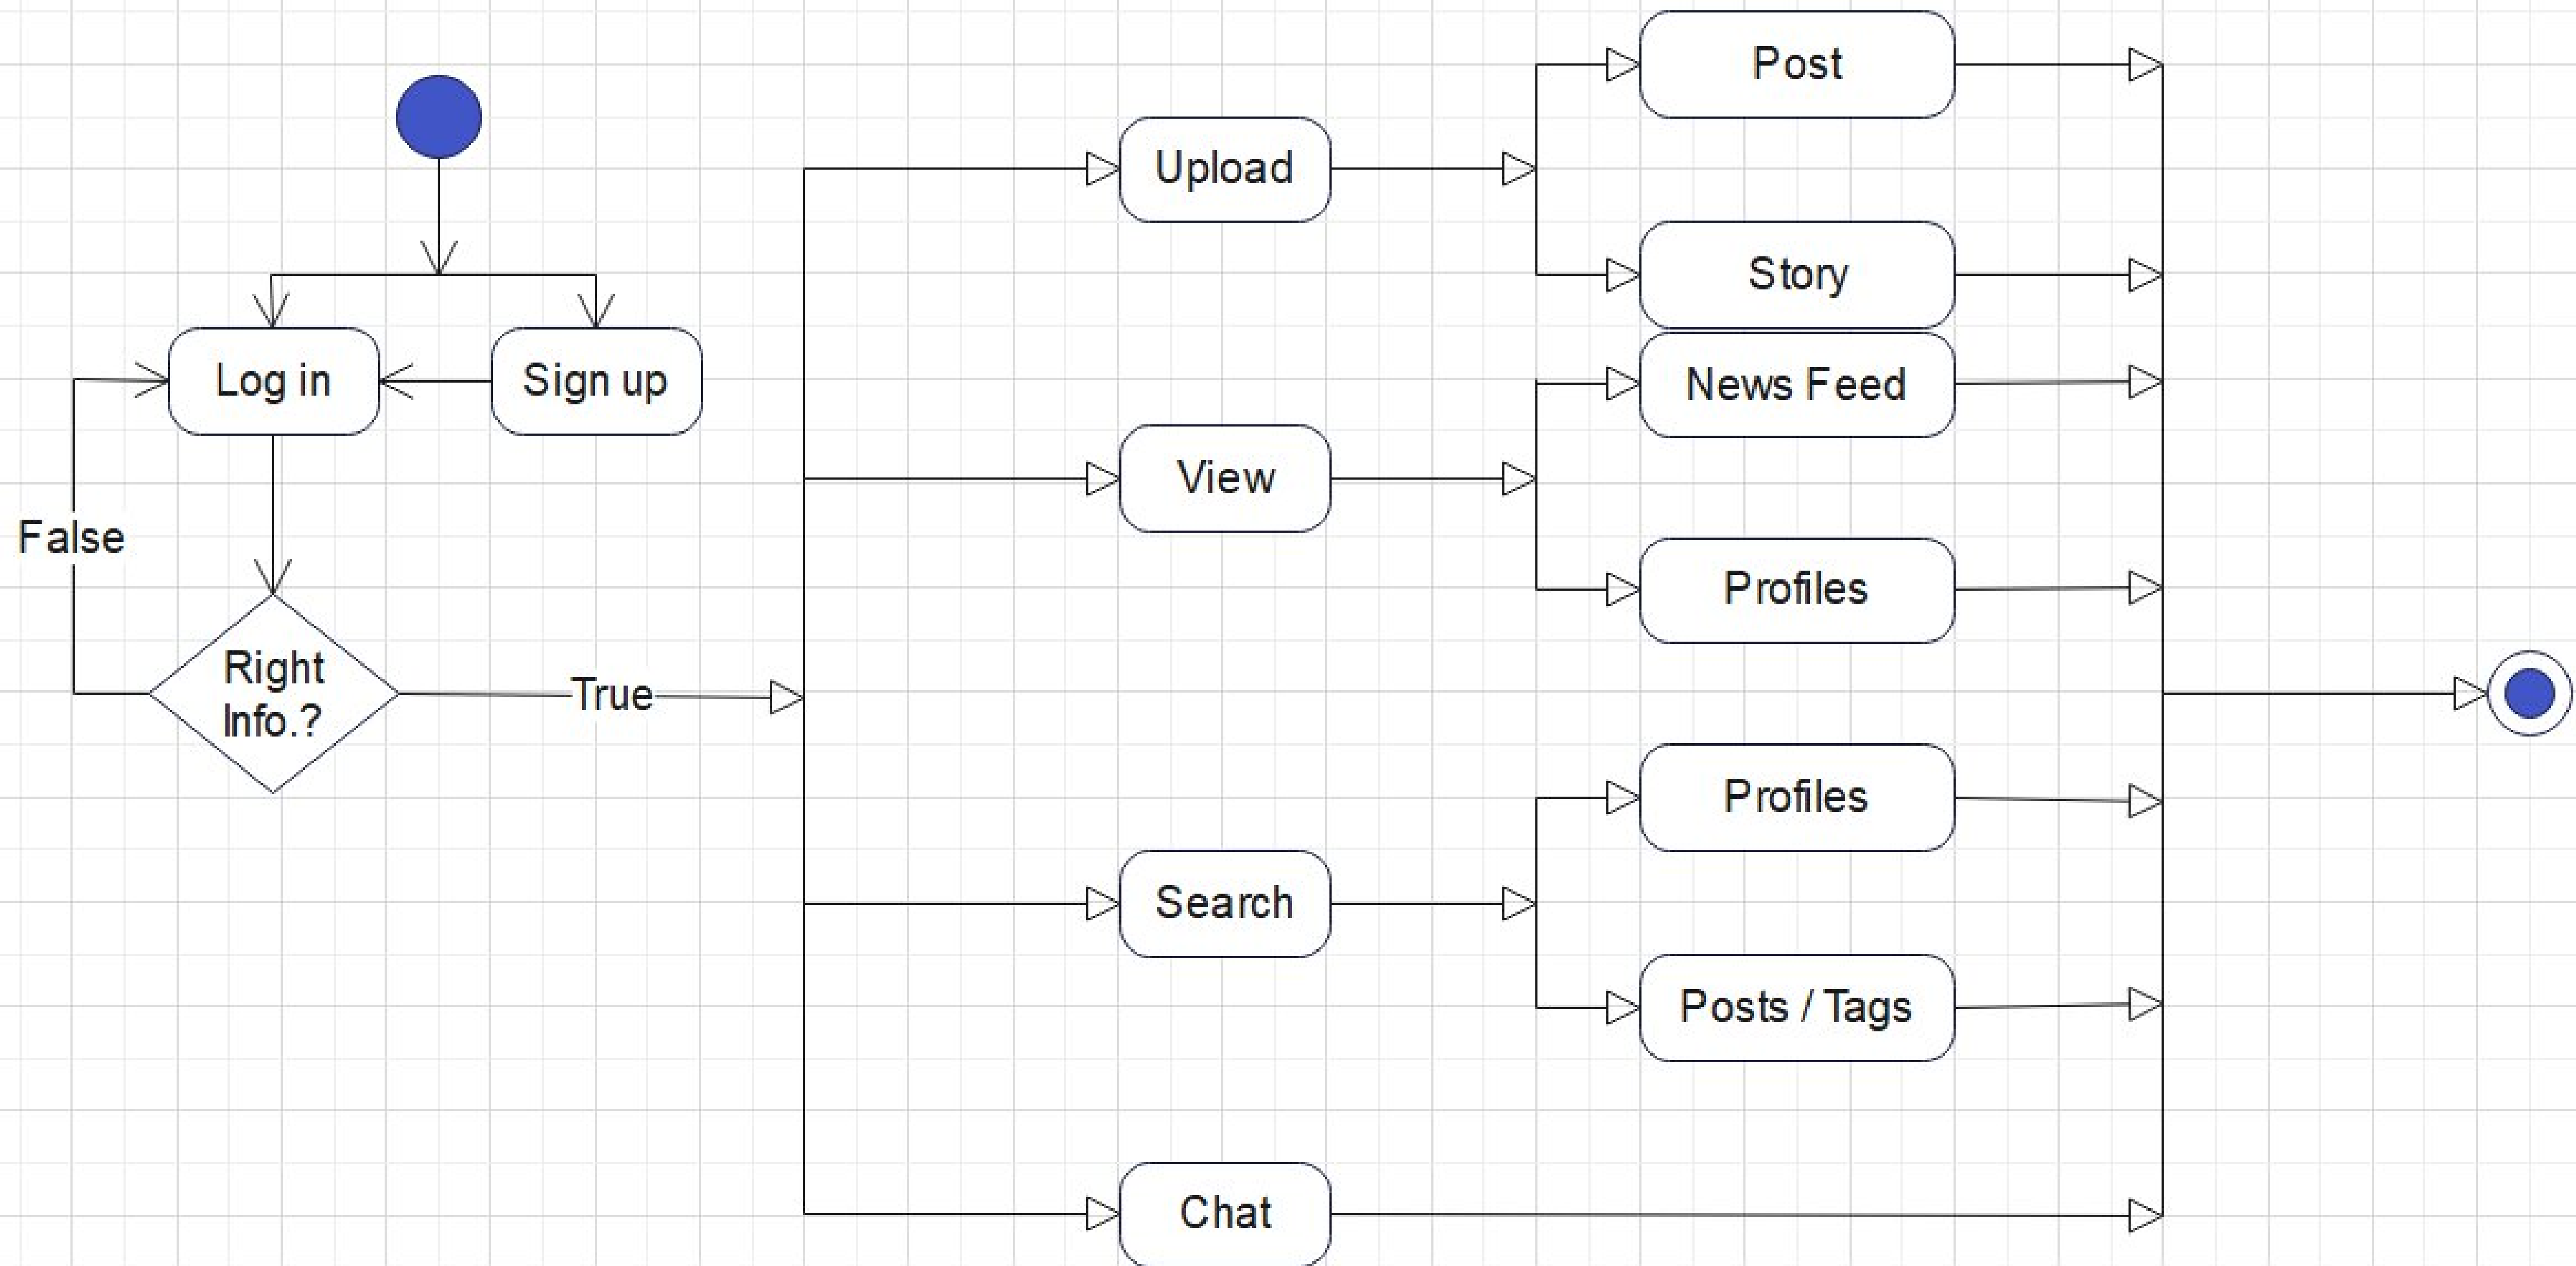 Post
Upload
Story
Log in
Sign up
News Feed
View
False
Profiles
Right
Info.?
True
Profiles
Search
Posts / Tags
Chat